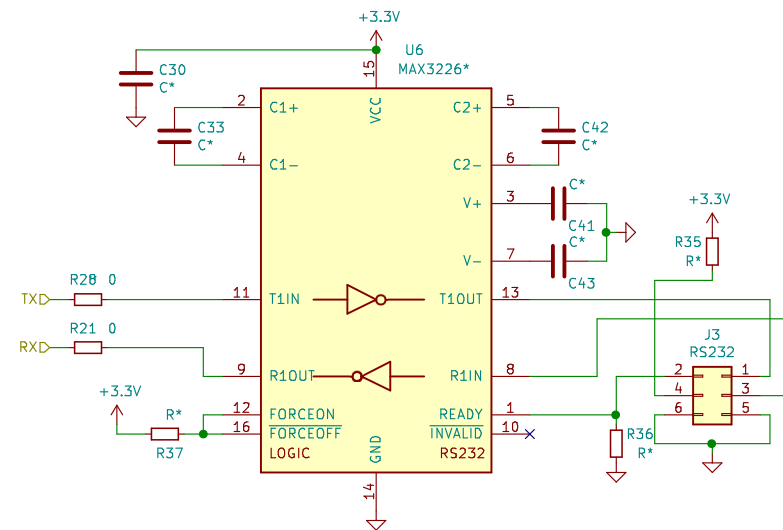 +3.3V
U6
MAX3226*
15
VCC
C30
C*
2
C1+
C33
C*
4
C1-
C2+
5
C42
C*
C2-
6
V+
3
C*
C41
C*
V-
7
C43
+3.3V
R35
R*
R28 0
TX
11
T1IN
T1OUT
13
R21 0
RX
9
R1OUT
R1IN
8
J3
RS232
2
1
4
3
6
5
+3.3V
R*
R37
12
FORCEON
16
FORCEOFF
LOGIC
READY
1
INVALID
10
RS232
R36
R*
GND
14